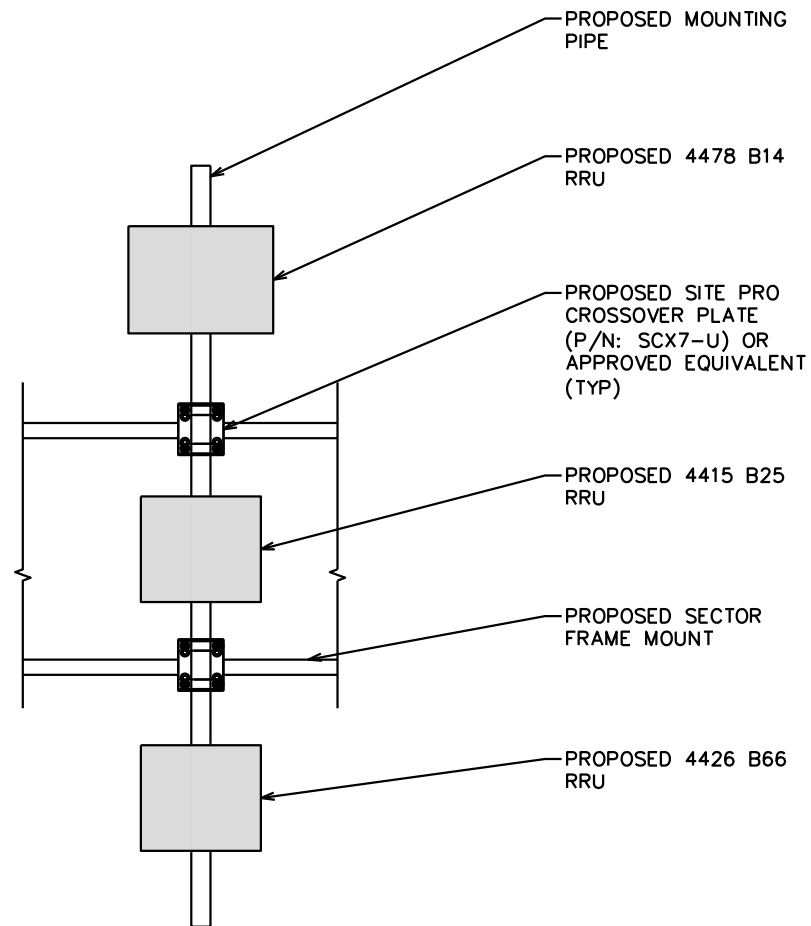 PROPOSED MOUNTING
PIPE
PROPOSED 4478 B14
RRU
PROPOSED SITE PRO
CROSSOVER PLATE
(P/N: SCX7-U) OR
APPROVED EQUIVALENT
(TYP)
PROPOSED 4415 B25
RRU
PROPOSED SECTOR
FRAME MOUNT
PROPOSED 4426 B66
RRU